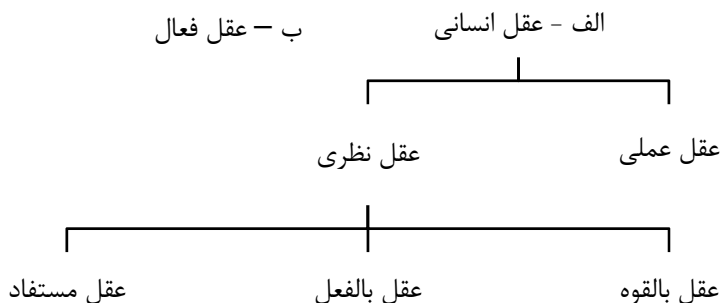 الف - عقل انسانی ب – عقل فعال
عقل عملی عقل نظری
عقل بالقوه عقل بالفعل عقل مستفاد